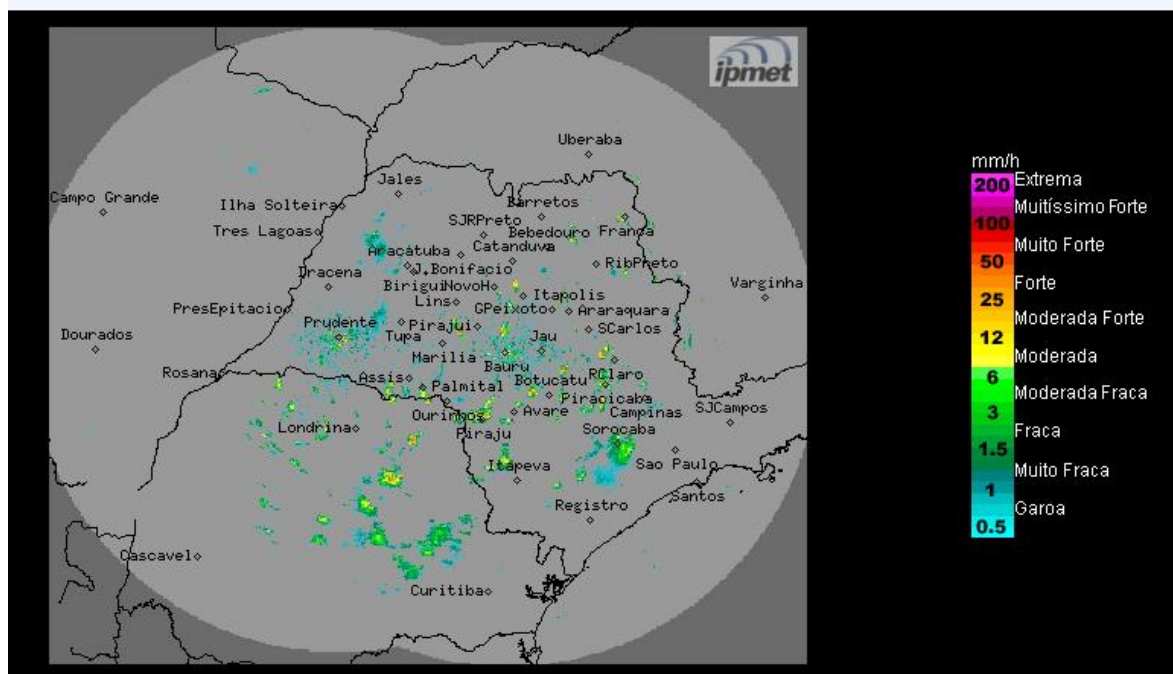 ipmet
Uberaba
Jales
Campo Grande
Ilha Solteira
Barretos
SJRPreto
Tres Lagoas
Bebedouro
Franca
Catanduva
Aracatuba
Dracena
J.Bonifacio
RibPreto
Birigui
NovoH
Varginha
Lins
Itapolis
PresEpitacio
GPeixoto
Araraquara
Prudente
Pirajui
SCarlos
Dourados
Tupa
Jau
Marilia
Bauru
Rosana
Assis
Botucatu
RClaro
Palmital
Piracicaba
Ourinhos
Avare
Campinas
SJCampos
Londrina
Piraju
Sorocaba
Itapeva
Sao Paulo
Santos
Registro
Cascavel
Curitiba
mm/h
200 Extrema
Muitíssimo Forte
100
Muito Forte
50
Forte
25
Moderada Forte
12
Moderada
6
Moderada Fraca
3
Fraca
1.5
Muito Fraca
1
Garoa
0.5